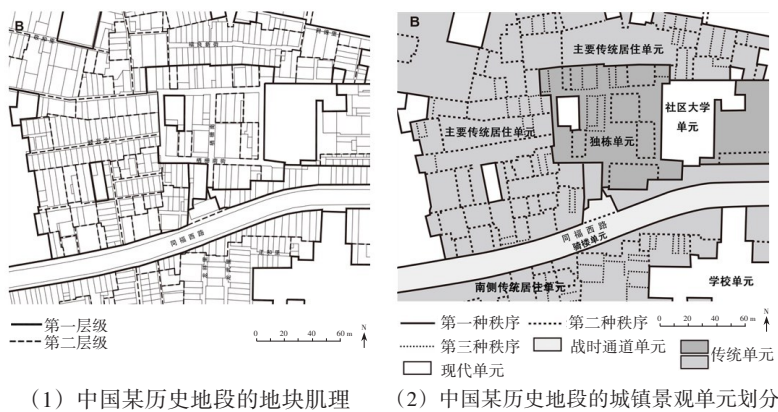 B
同福西路
第一层级
第二层级
0 20 40 60 m
N
（1）中国某历史地段的地块肌理
B
主要传统居住单元
社区大学
单元
主要传统居住单元
独栋单元
同福西路
骑楼单元
南侧传统居住单元
学校单元
第一种秩序
第二种秩序
0 20 40 60 m
N
第三种秩序
战时通道单元
传统单元
现代单元
（2）中国某历史地段的城镇景观单元划分